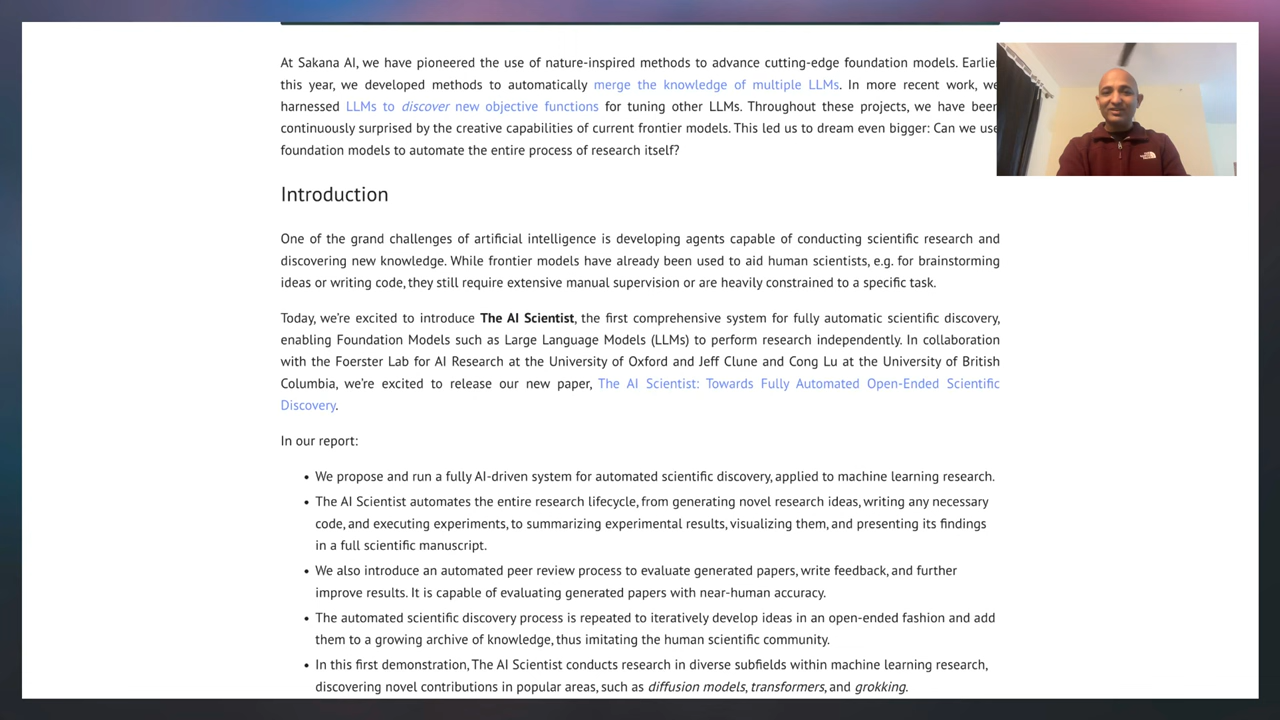 At Sakana AI, we have pioneered the use of nature-inspired methods to advance cutting-edge foundation models. Earlier
this year, we developed methods to automatically merge the knowledge of multiple LLMs. In more recent work, we
harnessed LLMs to discover new objective functions for tuning other LLMs. Throughout these projects, we have been
continuously surprised by the creative capabilities of current frontier models. This led us to dream even bigger: Can we use
foundation models to automate the entire process of research itself?
Introduction
One of the grand challenges of artificial intelligence is developing agents capable of conducting scientific research and
discovering new knowledge. While frontier models have already been used to aid human scientists, e.g. for brainstorming
ideas or writing code, they still require extensive manual supervision or are heavily constrained to a specific task.
Today, we're excited to introduce The AI Scientist, the first comprehensive system for fully automatic scientific discovery,
enabling Foundation Models such as Large Language Models (LLMs) to perform research independently. In collaboration
with the Foerster Lab for AI Research at the University of Oxford and Jeff Clune and Cong Lu at the University of British
Columbia, we're excited to release our new paper, The AI Scientist: Towards Fully Automated Open-Ended Scientific
Discovery.
In our report:
• We propose and run a fully AI-driven system for automated scientific discovery, applied to machine learning research.
• The AI Scientist automates the entire research lifecycle, from generating novel research ideas, writing any necessary
code, and executing experiments, to summarizing experimental results, visualizing them, and presenting its findings
in a full scientific manuscript.
• We also introduce an automated peer review process to evaluate generated papers, write feedback, and further
improve results. It is capable of evaluating generated papers with near-human accuracy.
• The automated scientific discovery process is repeated to iteratively develop ideas in an open-ended fashion and add
them to a growing archive of knowledge, thus imitating the human scientific community.
• In this first demonstration, The AI Scientist conducts research in diverse subfields within machine learning research,
discovering novel contributions in popular areas, such as diffusion models, transformers, and grokking.